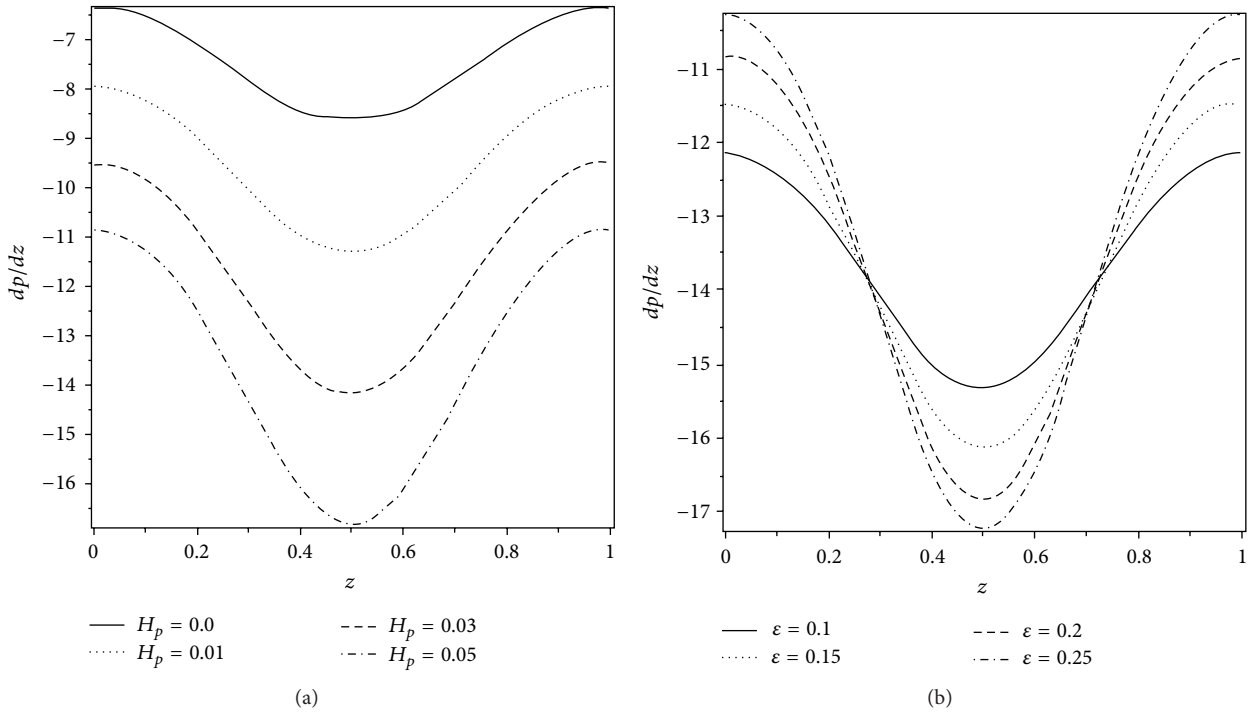 −7
−8
−9
−10
−11
−12
−13
−14
−15
−16
dp/dz
0 0.2 0.4 0.6 0.8 1
z
H_p = 0.0
H_p = 0.01
H_p = 0.03
H_p = 0.05
(a)
−11
−12
−13
−14
−15
−16
−17
dp/dz
0 0.2 0.4 0.6 0.8 1
z
ε = 0.1
ε = 0.15
ε = 0.2
ε = 0.25
(b)